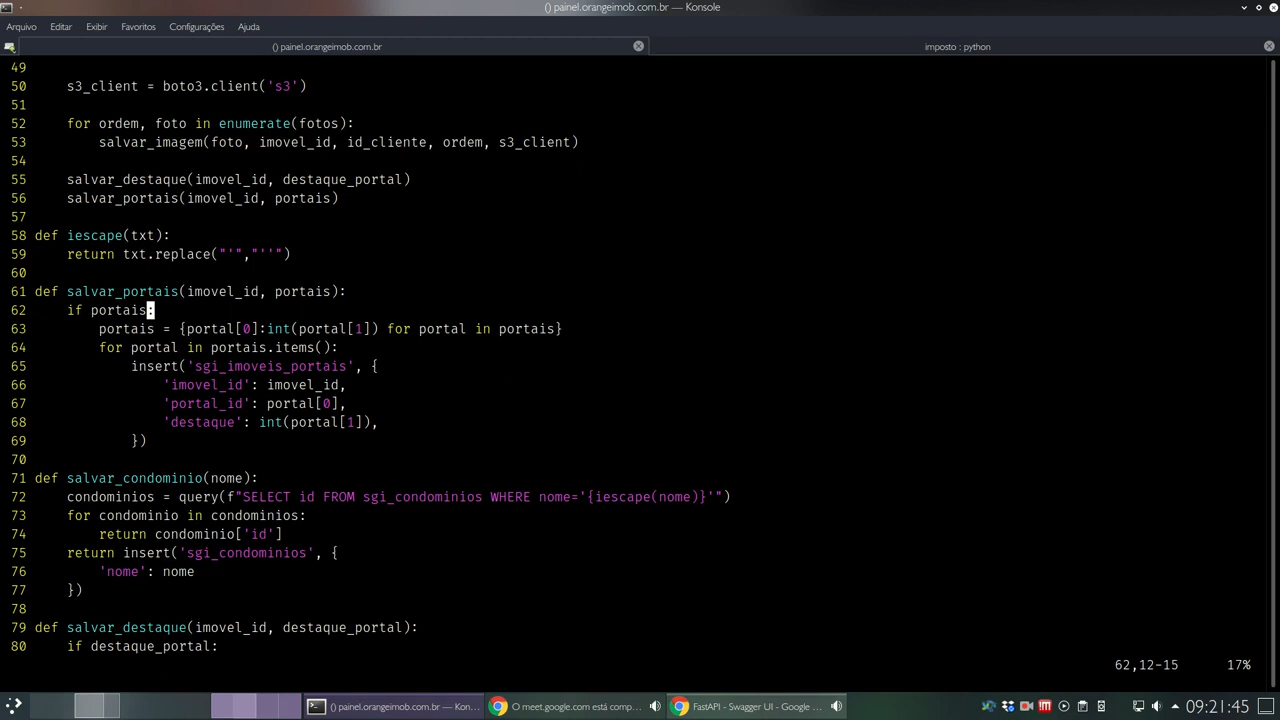 () painel.orangeimob.com.br — Konsole
Arquivo Editar Exibir Favoritos Configurações Ajuda
() painel.orangeimob.com.br imposto : python
49
50     s3_client = boto3.client('s3')
51
52     for ordem, foto in enumerate(fotos):
53         salvar_imagem(foto, imovel_id, id_cliente, ordem, s3_client)
54
55     salvar_destaque(imovel_id, destaque_portal)
56     salvar_portais(imovel_id, portais)
57
58 def iescape(txt):
59     return txt.replace("'","''")
60
61 def salvar_portais(imovel_id, portais):
62     if portais:
63         portais = {portal[0]:int(portal[1]) for portal in portais}
64         for portal in portais.items():
65             insert('sgi_imoveis_portais', {
66                 'imovel_id': imovel_id,
67                 'portal_id': portal[0],
68                 'destaque': int(portal[1]),
69             })
70
71 def salvar_condominio(nome):
72     condominios = query(f"SELECT id FROM sgi_condominios WHERE nome='{iescape(nome)}'")
73     for condominio in condominios:
74         return condominio['id']
75     return insert('sgi_condominios', {
76         'nome': nome
77     })
78
79 def salvar_destaque(imovel_id, destaque_portal):
80     if destaque_portal:
62,12-15 17%
() painel.orangeimob.com.br — Kon... O meet.google.com está comp... FastAPI - Swagger UI - Google ... 09:21:45